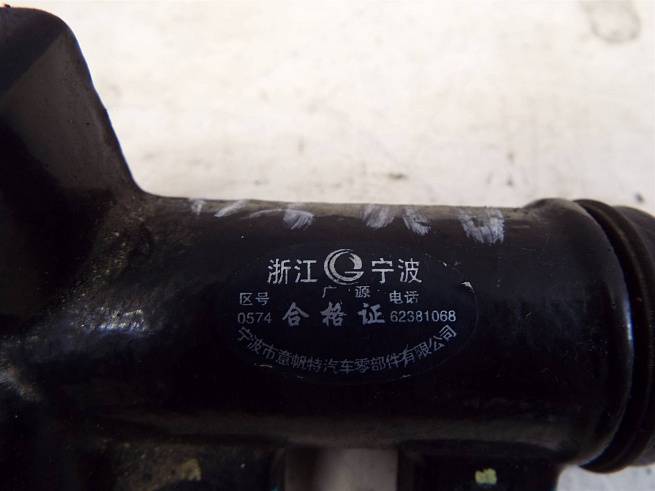 浙江 宁波
广源
区号 电话
0574 合格证 62381068
宁波市意帆特汽车零部件有限公司